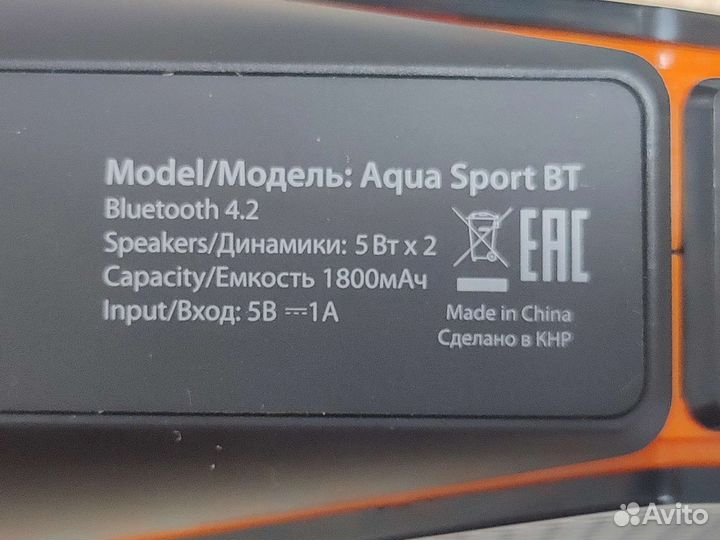 Model/Модель: Aqua Sport BT
Bluetooth 4.2
Speakers/Динамики: 5 Вт x 2
Capacity/Емкость 1800мАч
Input/Вход: 5В ⎓1А
EAC
Made in China
Сделано в КНР
Avito